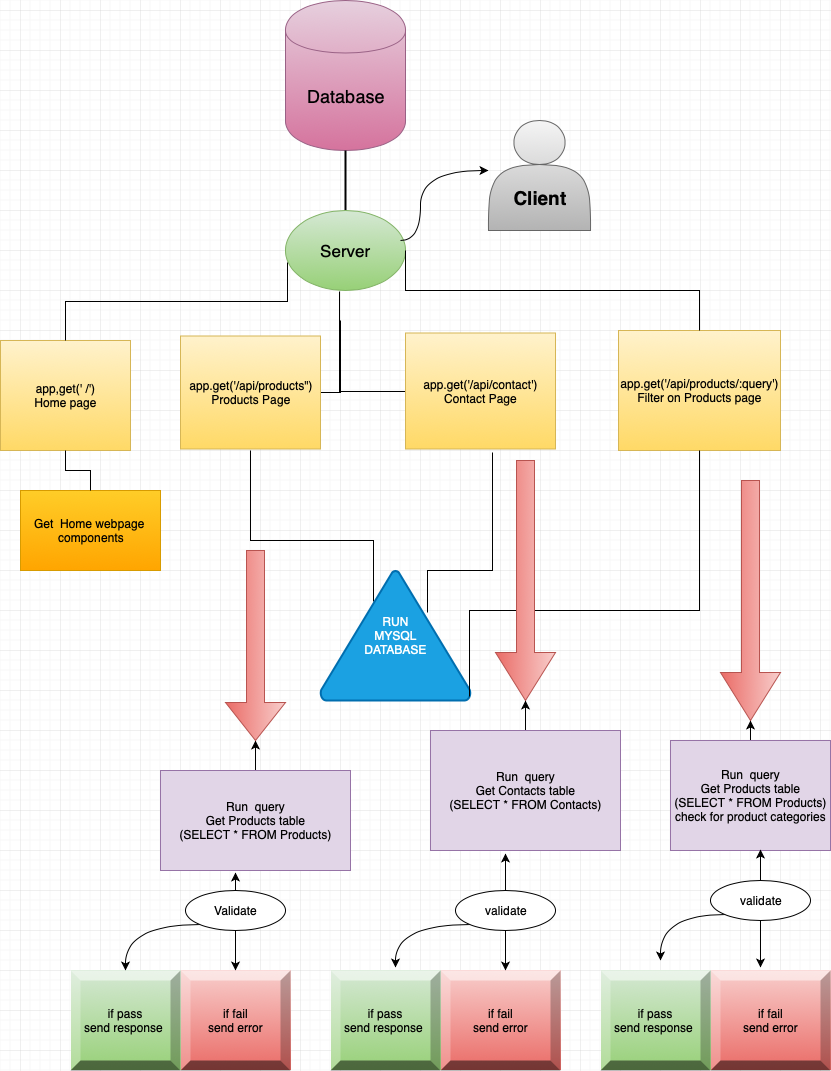 Database
Client
Server
app,get(' /')
Home page
app.get('/api/products")
Products Page
app.get('/api/contact')
Contact Page
app.get('/api/products/:query')
Filter on Products page
Get  Home webpage
components
RUN
MYSQL
DATABASE
Run  query
Get Products table
(SELECT * FROM Products)
Run  query
Get Contacts table
(SELECT * FROM Contacts)
Run  query
Get Products table
(SELECT * FROM Products)
check for product categories
Validate
validate
validate
if pass
send response
if fail
send error
if pass
send response
if fail
send error
if pass
send response
if fail
send error